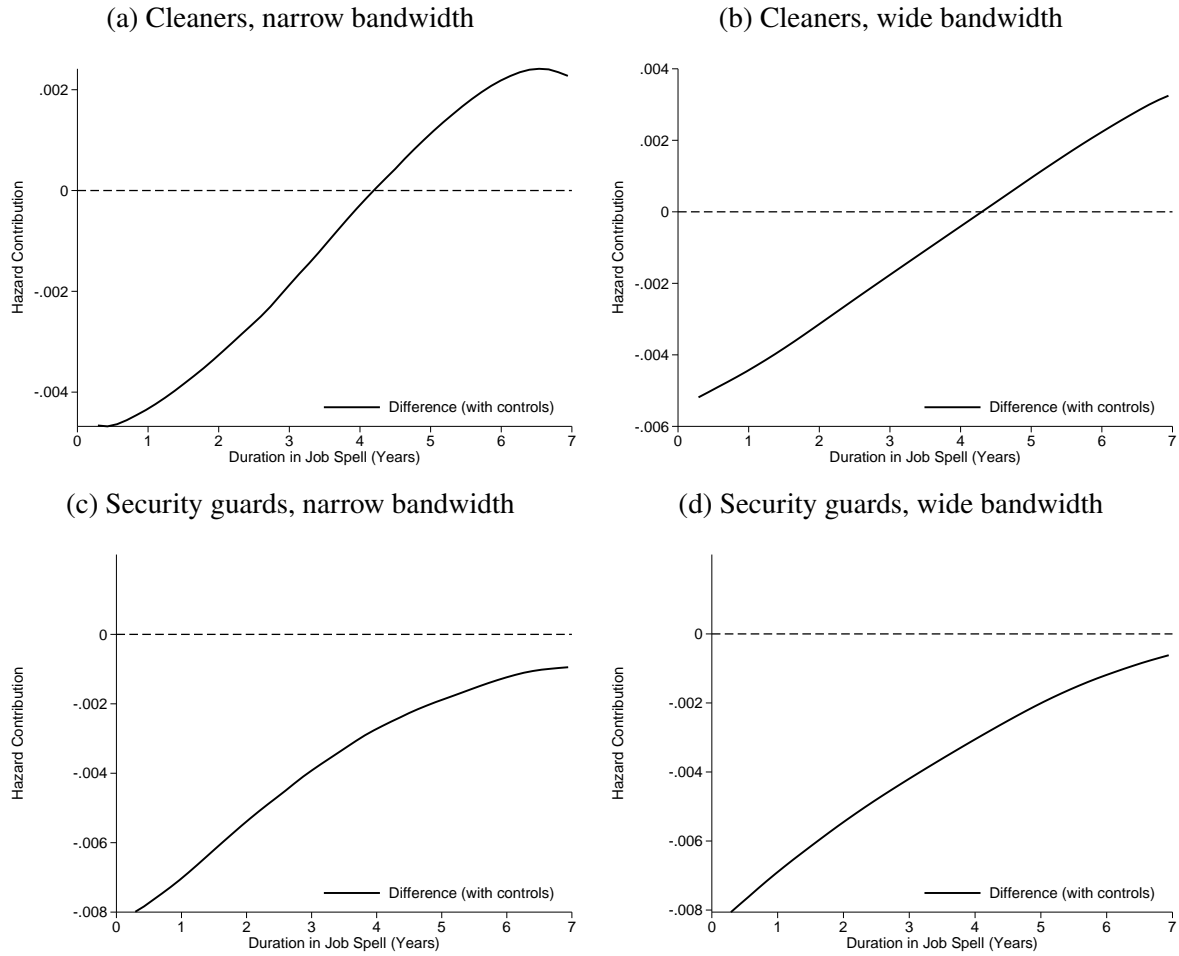 (a) Cleaners, narrow bandwidth
.002
0
-.002
-.004
Hazard Contribution
0 1 2 3 4 5 6 7
Duration in Job Spell (Years)
Difference (with controls)
(b) Cleaners, wide bandwidth
.004
.002
0
-.002
-.004
-.006
Hazard Contribution
0 1 2 3 4 5 6 7
Duration in Job Spell (Years)
Difference (with controls)
(c) Security guards, narrow bandwidth
0
-.002
-.004
-.006
-.008
Hazard Contribution
0 1 2 3 4 5 6 7
Duration in Job Spell (Years)
Difference (with controls)
(d) Security guards, wide bandwidth
0
-.002
-.004
-.006
-.008
Hazard Contribution
0 1 2 3 4 5 6 7
Duration in Job Spell (Years)
Difference (with controls)